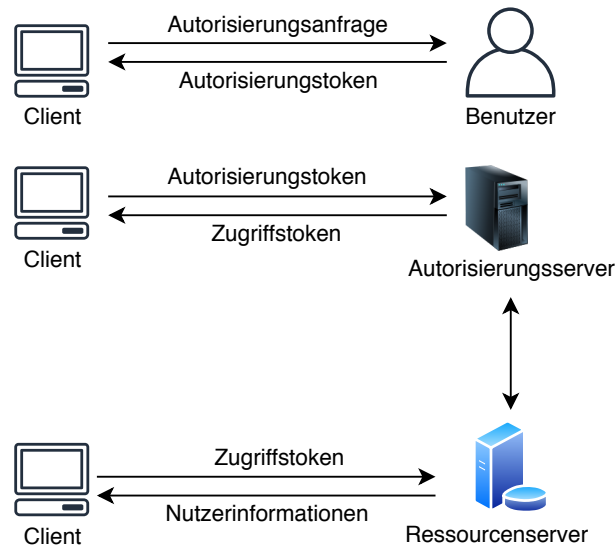 Autorisierungsanfrage
Autorisierungstoken
Client
Benutzer
Autorisierungstoken
Zugriffstoken
Client
Autorisierungsserver
Zugriffstoken
Nutzerinformationen
Client
Ressourcenserver